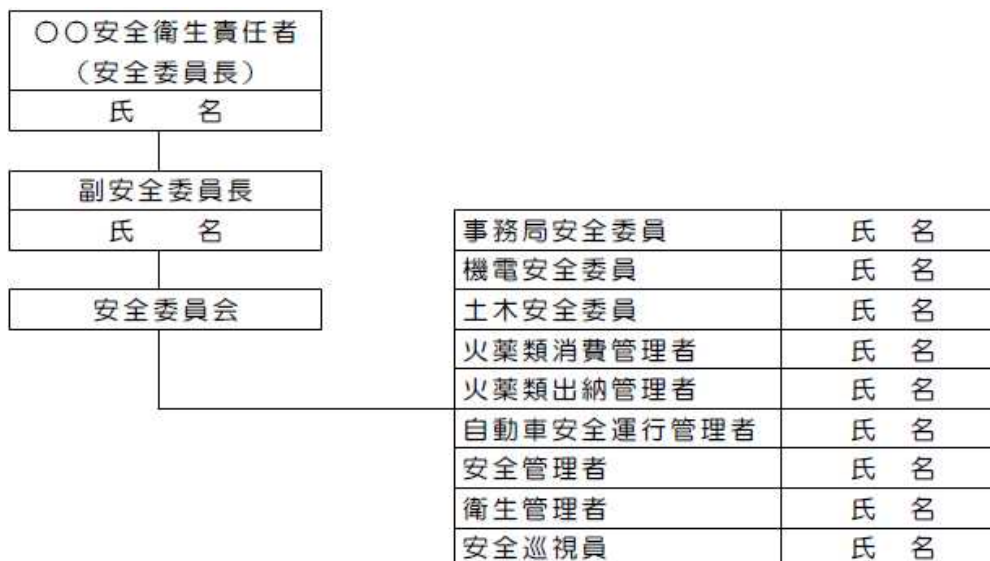 〇〇安全衛生責任者
(安全委員長)
氏 名
副安全委員長
氏 名
安全委員会
事務局安全委員 氏 名
機電安全委員 氏 名
土木安全委員 氏 名
火薬類消費管理者 氏 名
火薬類出納管理者 氏 名
自動車安全運行管理者 氏 名
安全管理者 氏 名
衛生管理者 氏 名
安全巡視員 氏 名